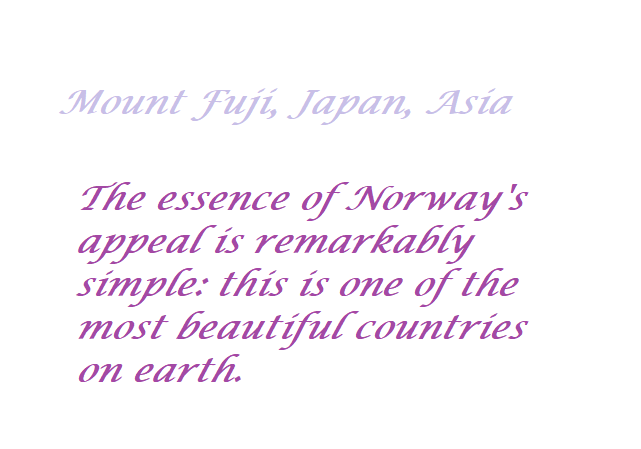 Mount Fuji, Japan, Asia
The essence of Norway's
appeal is remarkably
simple: this is one of the
most beautiful countries
on earth.